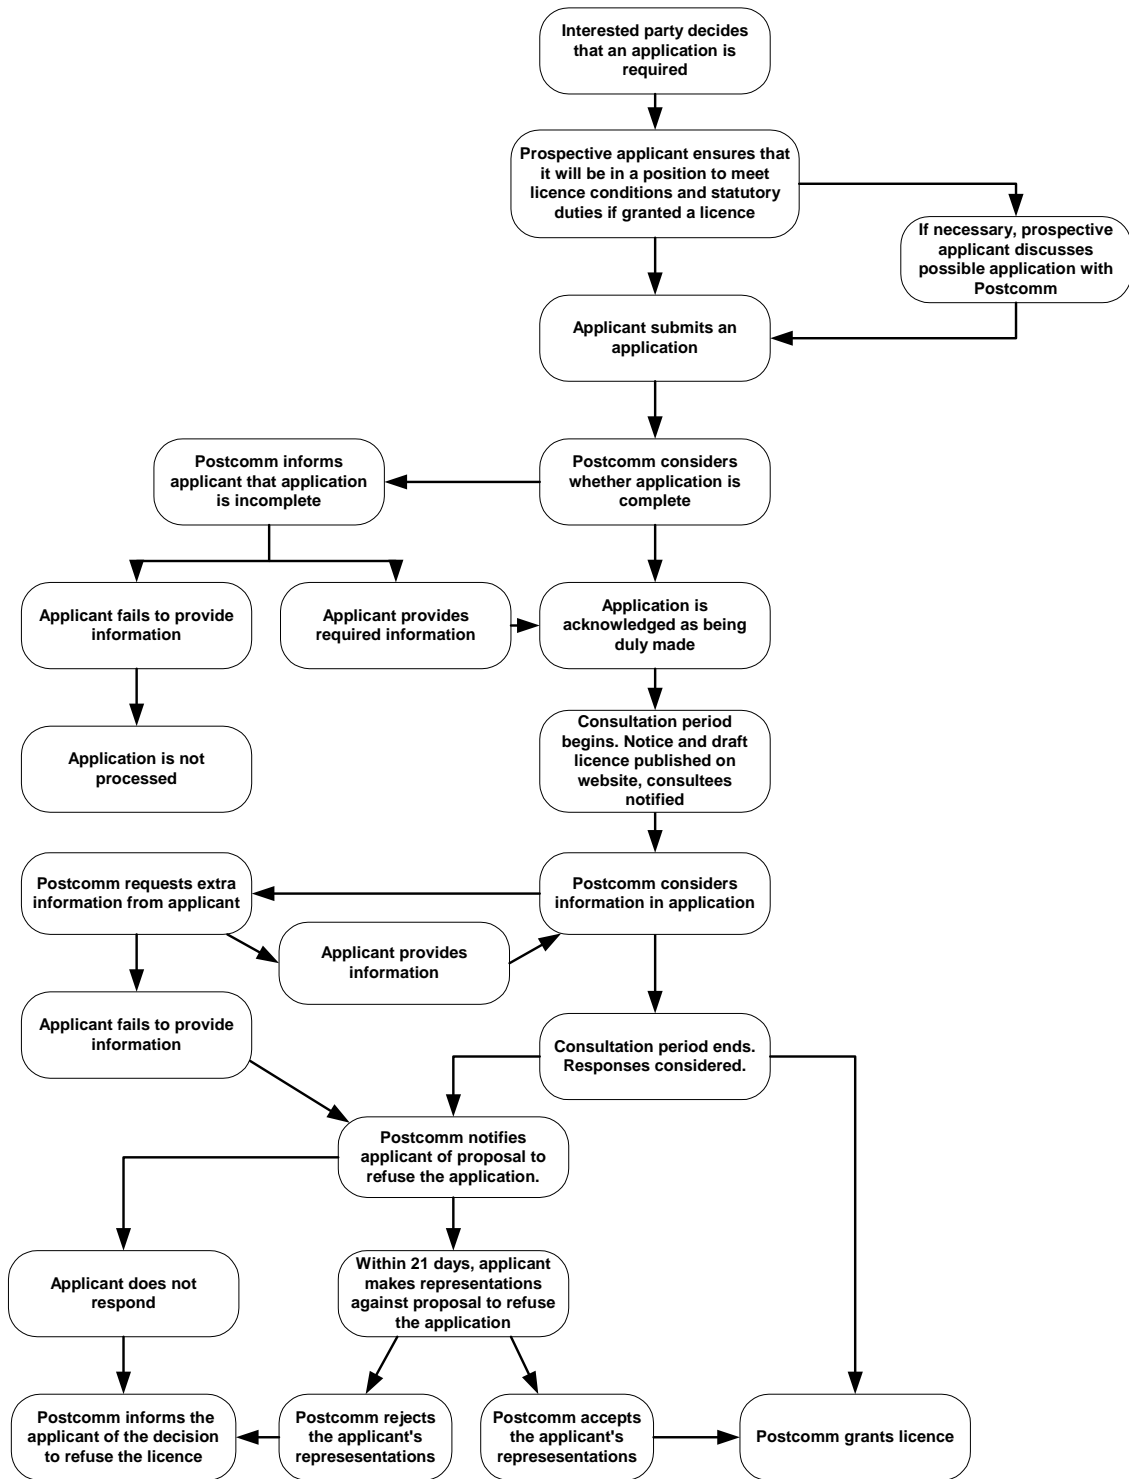 Interested party decides
that an application is
required
Prospective applicant ensures that
it will be in a position to meet
licence conditions and statutory
duties if granted a licence
If necessary, prospective
applicant discusses
possible application with
Postcomm
Applicant submits an
application
Postcomm informs
applicant that application
is incomplete
Postcomm considers
whether application is
complete
Applicant fails to provide
information
Applicant provides
required information
Application is
acknowledged as being
duly made
Application is not
processed
Consultation period
begins. Notice and draft
licence published on
website, consultees
notified
Postcomm requests extra
information from applicant
Postcomm considers
information in application
Applicant provides
information
Applicant fails to provide
information
Consultation period ends.
Responses considered.
Postcomm notifies
applicant of proposal to
refuse the application.
Applicant does not
respond
Within 21 days, applicant
makes representations
against proposal to refuse
the application
Postcomm informs the
applicant of the decision
to refuse the licence
Postcomm rejects
the applicant's
represesentations
Postcomm accepts
the applicant's
represesentations
Postcomm grants licence